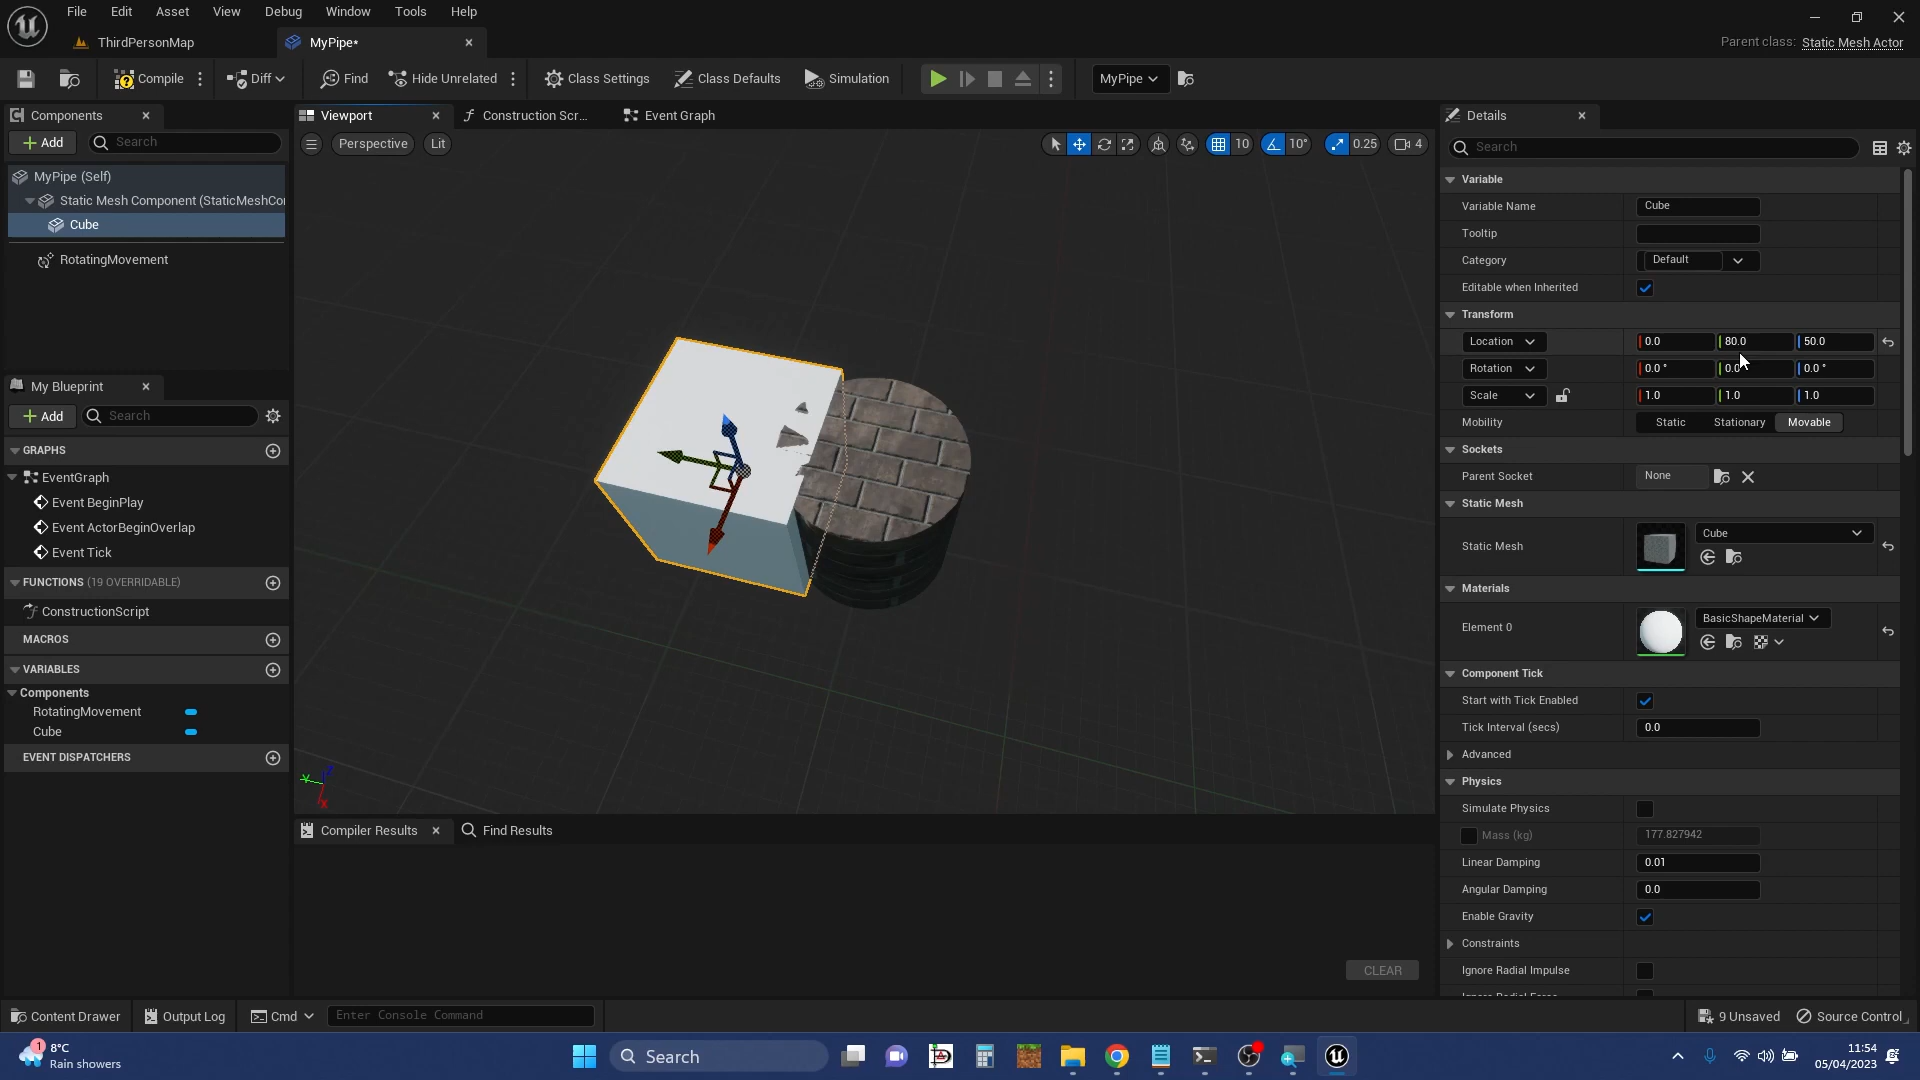 File Edit Asset View Debug Window Tools Help
ThirdPersonMap MyPipe* Parent class: Static Mesh Actor
Compile Diff Find Hide Unrelated Class Settings Class Defaults Simulation MyPipe
Components Viewport Construction Scr... Event Graph Details
Add Search Perspective Lit 10 10° 0.25 4 Search
MyPipe (Self)
Static Mesh Component (StaticMeshCo
Cube
RotatingMovement
My Blueprint
Add Search
GRAPHS
EventGraph
Event BeginPlay
Event ActorBeginOverlap
Event Tick
FUNCTIONS (19 OVERRIDABLE)
ConstructionScript
MACROS
VARIABLES
Components
RotatingMovement
Cube
EVENT DISPATCHERS
Y Z X
Compiler Results Find Results
CLEAR
Variable
Variable Name Cube
Tooltip
Category Default
Editable when Inherited
Transform
Location 0.0 80.0 50.0
Rotation 0.0 ° 0.0 0.0 °
Scale 1.0 1.0 1.0
Mobility Static Stationary Movable
Sockets
Parent Socket None
Static Mesh
Static Mesh Cube
Materials
Element 0 BasicShapeMaterial
Component Tick
Start with Tick Enabled
Tick Interval (secs) 0.0
Advanced
Physics
Simulate Physics
Mass (kg) 177.827942
Linear Damping 0.01
Angular Damping 0.0
Enable Gravity
Constraints
Ignore Radial Impulse
Ignore Radial Force
Content Drawer Output Log Cmd Enter Console Command 9 Unsaved Source Control
1 8°C
Rain showers
Search
11:54
05/04/2023